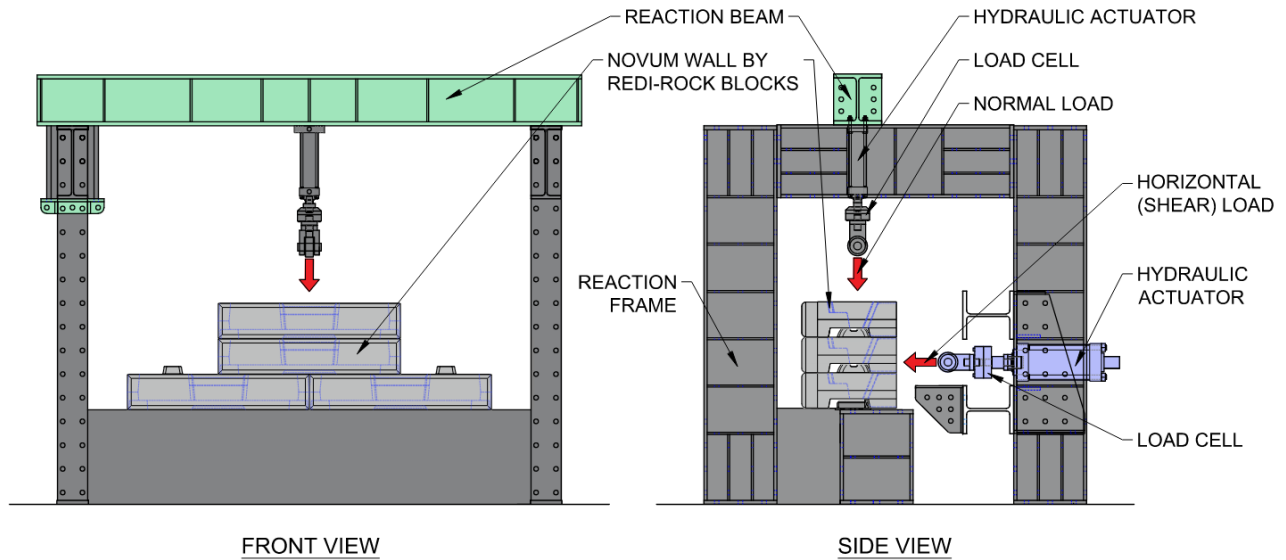 REACTION BEAM
NOVUM WALL BY
REDI-ROCK BLOCKS
HYDRAULIC ACTUATOR
LOAD CELL
NORMAL LOAD
HORIZONTAL
(SHEAR) LOAD
REACTION
FRAME
HYDRAULIC
ACTUATOR
LOAD CELL
FRONT VIEW
SIDE VIEW